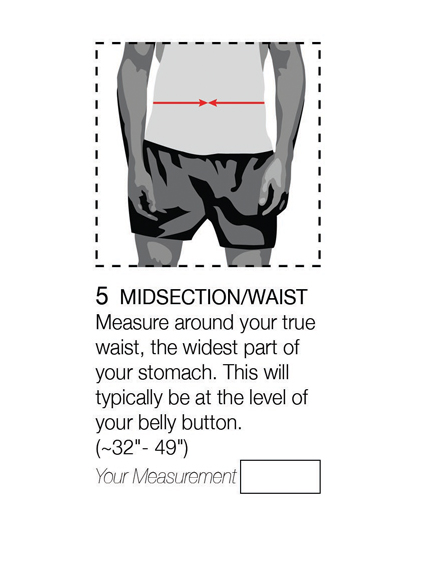 5 MIDSECTION/WAIST
Measure around your true
waist, the widest part of
your stomach. This will
typically be at the level of
your belly button.
(~32"- 49")
Your Measurement